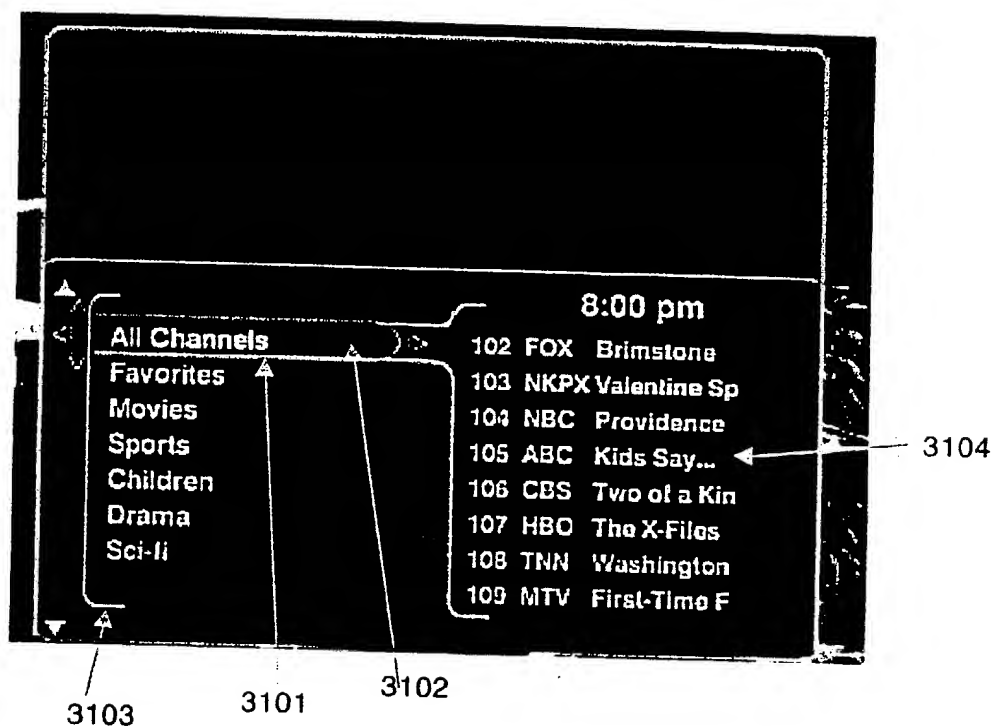 8:00 pm
All Channels
Favorites
Movies
Sports
Children
Drama
Sci-fi
102 FOX Brimstone
103 NKPX Valentine Sp
104 NBC Providence
105 ABC Kids Say...
106 CBS Two of a Kin
107 HBO The X-Files
108 TNN Washington
109 MTV First-Time F
3104
3103
3101
3102